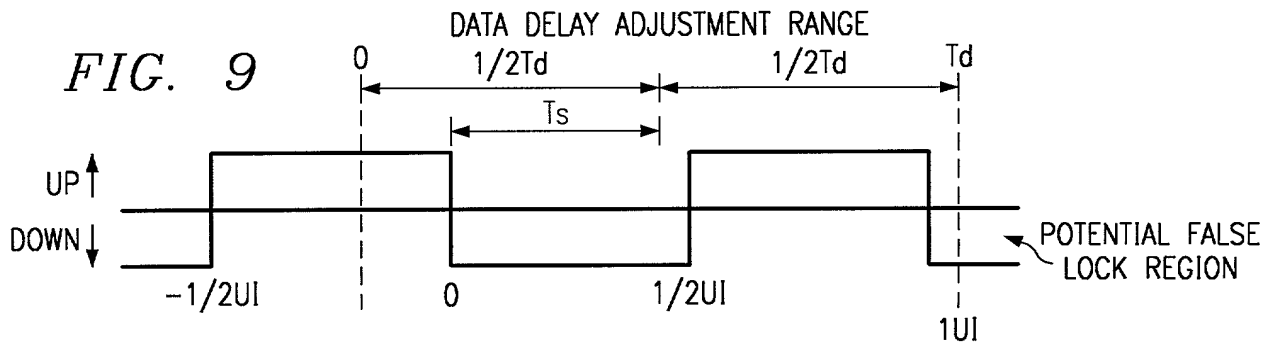 DATA DELAY ADJUSTMENT RANGE
FIG. 9
0
1/2Td
1/2Td
Td
Ts
UP
DOWN
POTENTIAL FALSE
LOCK REGION
-1/2UI
0
1/2UI
1UI